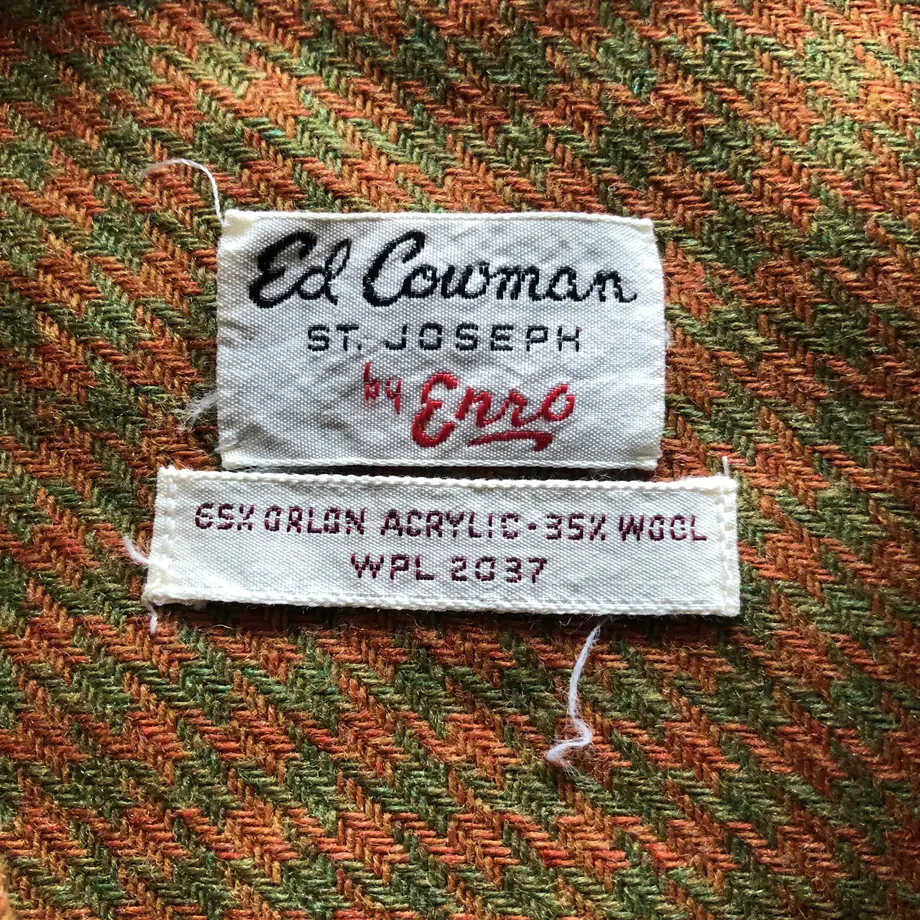 Ed Cowman
ST. JOSEPH
by Enro
65% ORLON ACRYLIC·35% WOOL
WPL 2037